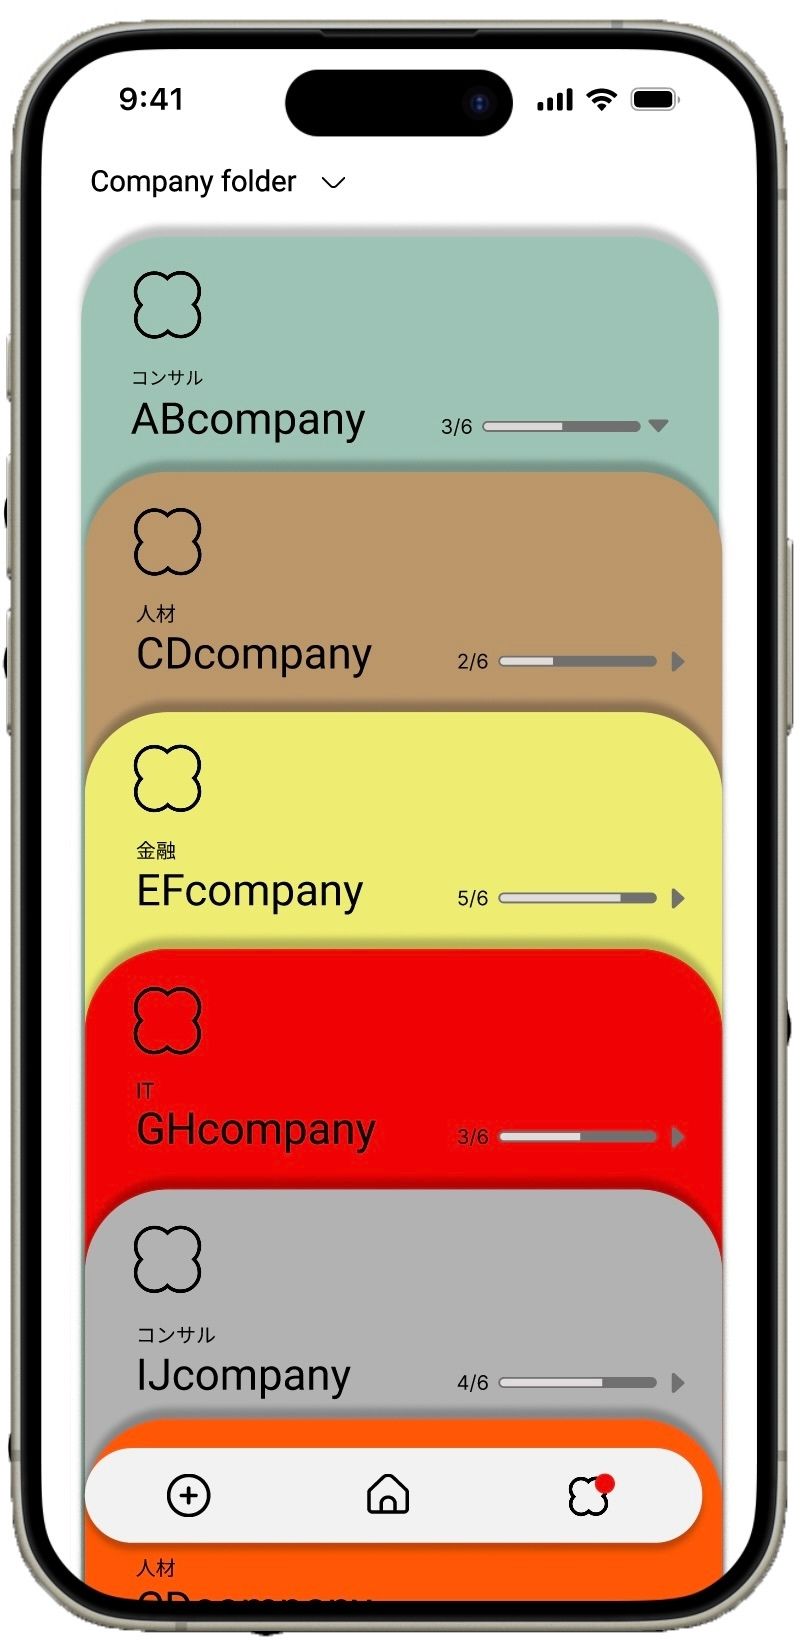 9:41
Company folder
コンサル
ABcompany
3/6
人材
CDcompany
2/6
金融
EFcompany
5/6
IT
GHcompany
3/6
コンサル
IJcompany
4/6
人材
CDcompany